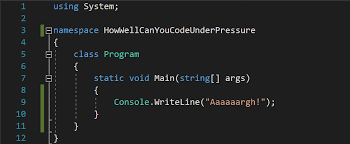 1 using System;
2
3 namespace HowWellCanYouCodeUnderPressure
4 {
5 class Program
6 {
7 static void Main(string[] args)
8 {
9 Console.WriteLine("Aaaaaargh!");
10 }
11 }
12 }